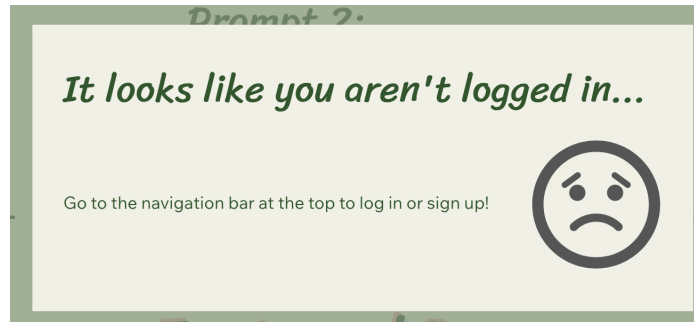 Prompt 2:
It looks like you aren't logged in...
Go to the navigation bar at the top to log in or sign up!